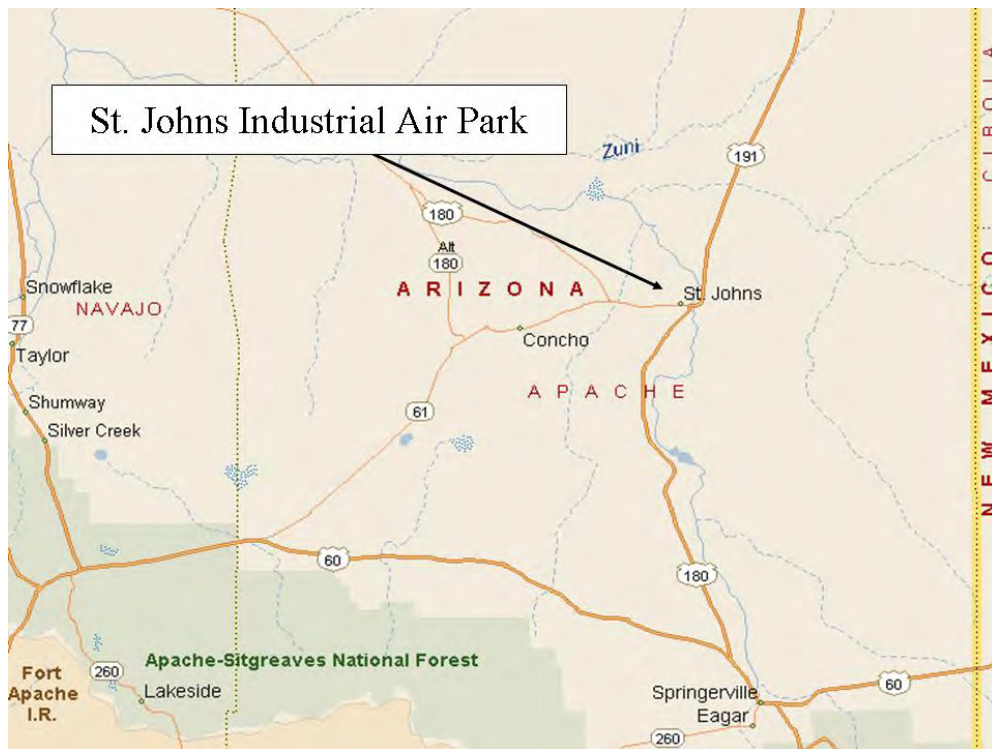 St. Johns Industrial Air Park
Zuni
191
CIBOLA
180
Alt
180
ARIZONA
St. Johns
Snowflake
NAVAJO
77
Taylor
Concho
NEW MEXICO
APACHE
Shumway
61
Silver Creek
60
180
Apache-Sitgreaves National Forest
Fort
Apache
I.R.
260
Lakeside
60
Springerville
Eagar
260